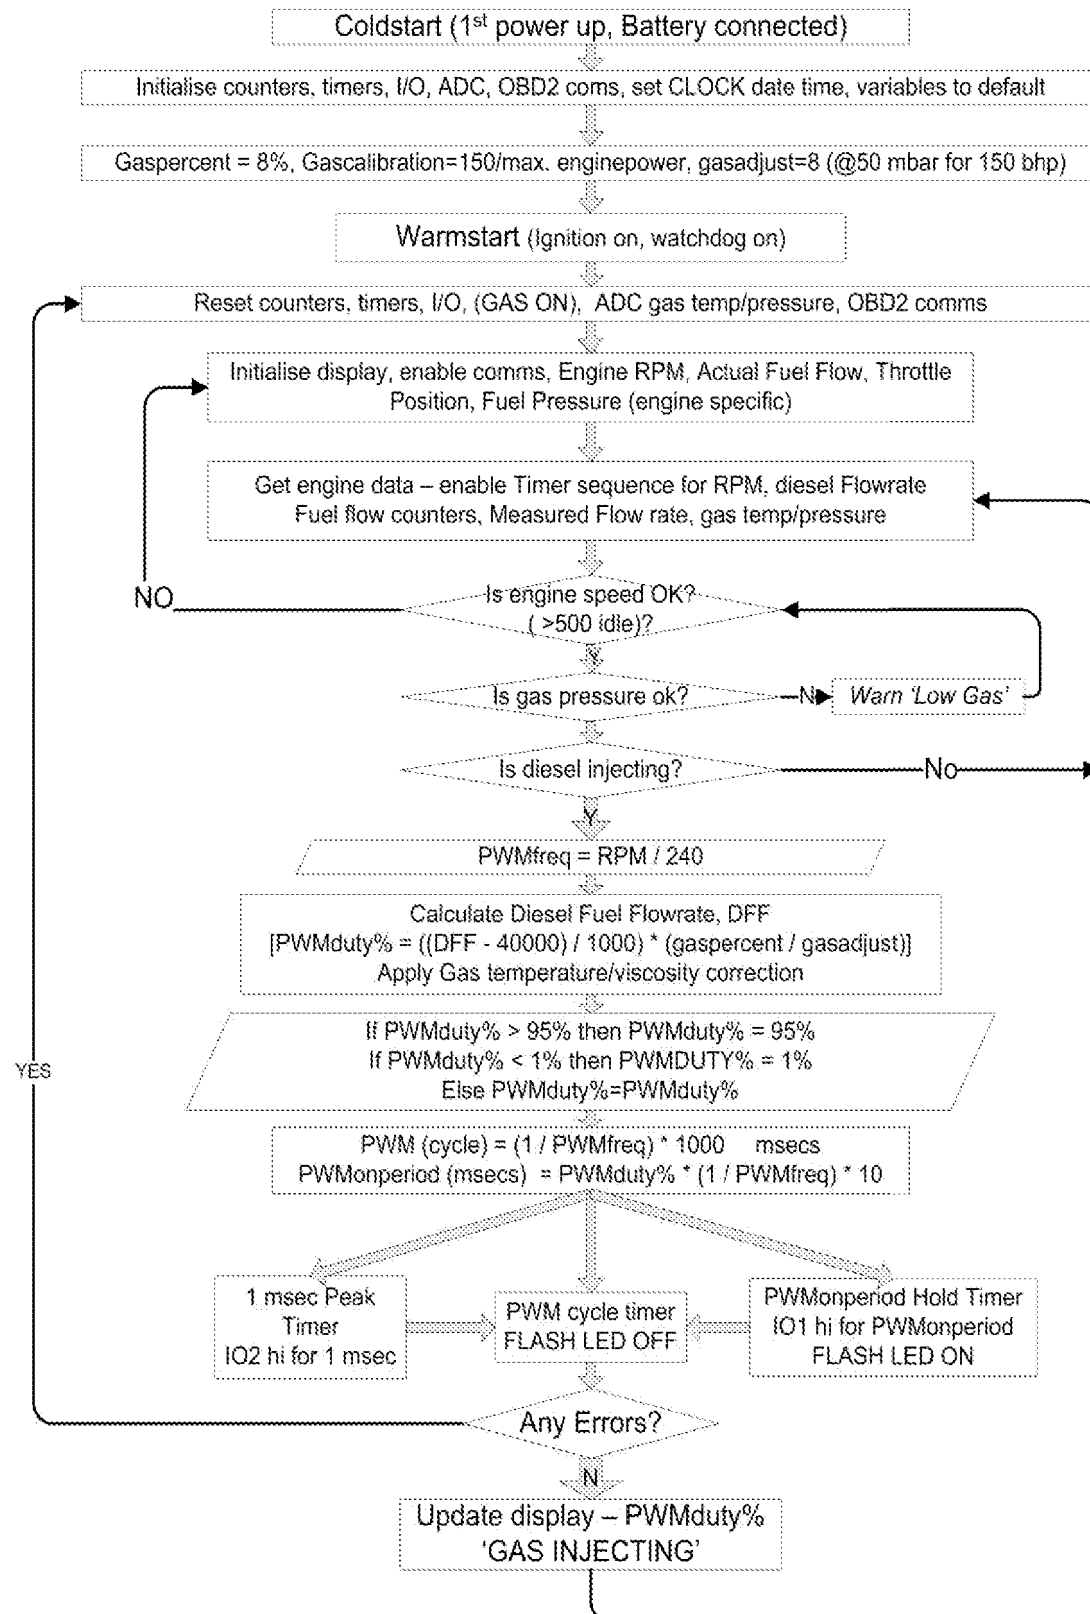 Coldstart (1st power up, Battery connected)
Initialise counters, timers, I/O, ADC, OBD2 coms, set CLOCK date time, variables to default
Gaspercent = 8%, Gascalibration=150/max. enginepower, gasadjust=8 (@50 mbar for 150 bhp)
Warmstart (Ignition on, watchdog on)
Reset counters, timers, I/O, (GAS ON), ADC gas temp/pressure, OBD2 comms
Initialise display, enable comms, Engine RPM, Actual Fuel Flow, Throttle
Position, Fuel Pressure (engine specific)
Get engine data – enable Timer sequence for RPM, diesel Flowrate
Fuel flow counters, Measured Flow rate, gas temp/pressure
NO
Is engine speed OK?
( >500 idle)?
Y
Is gas pressure ok?
N
Warn 'Low Gas'
Is diesel injecting?
No
Y
PWMfreq = RPM / 240
Calculate Diesel Fuel Flowrate, DFF
[PWMduty% = ((DFF - 40000) / 1000) * (gaspercent / gasadjust)]
Apply Gas temperature/viscosity correction
If PWMduty% > 95% then PWMduty% = 95%
If PWMduty% < 1% then PWMDUTY% = 1%
Else PWMduty%=PWMduty%
YES
PWM (cycle) = (1 / PWMfreq) * 1000 msecs
PWMonperiod (msecs) = PWMduty% * (1 / PWMfreq) * 10
1 msec Peak
Timer
IO2 hi for 1 msec
PWM cycle timer
FLASH LED OFF
PWMonperiod Hold Timer
IO1 hi for PWMonperiod
FLASH LED ON
Any Errors?
N
Update display – PWMduty%
'GAS INJECTING'